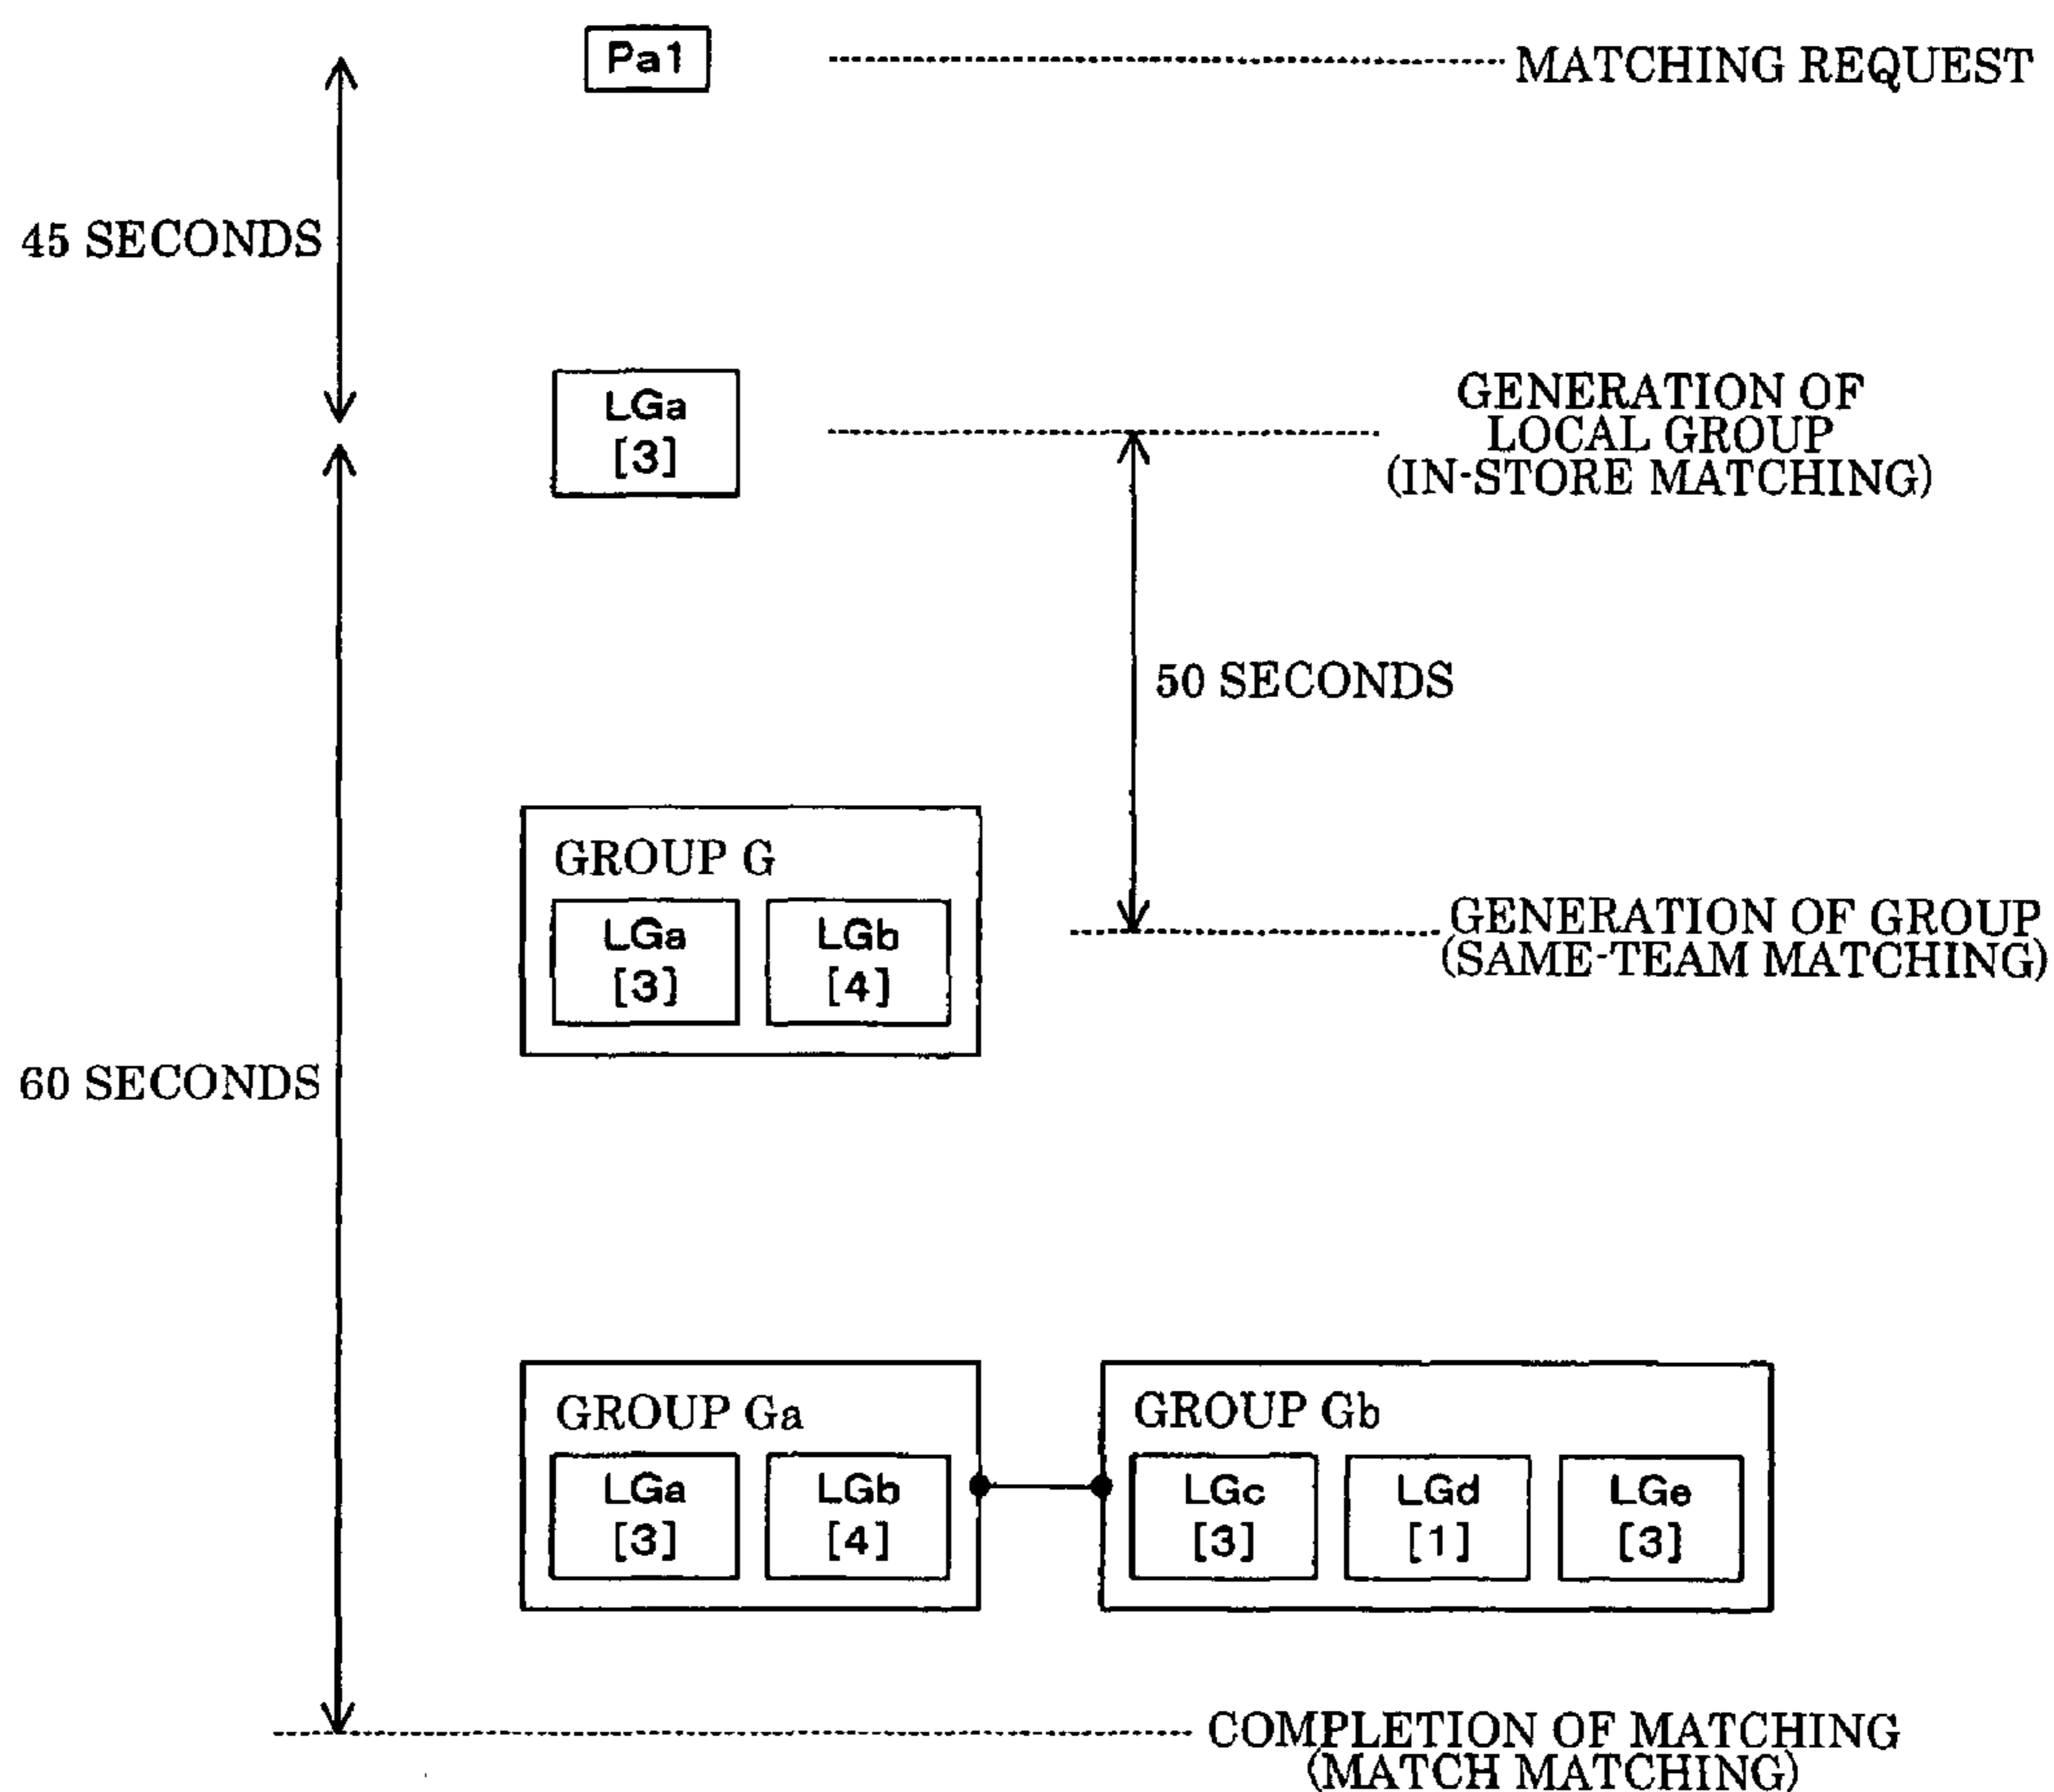 Pa1
MATCHING REQUEST
45 SECONDS
LGa
[3]
GENERATION OF
LOCAL GROUP
(IN-STORE MATCHING)
50 SECONDS
GROUP G
LGa
[3]
LGb
[4]
GENERATION OF GROUP
(SAME-TEAM MATCHING)
60 SECONDS
GROUP Ga
LGa
[3]
LGb
[4]
GROUP Gb
LGc
[3]
LGd
[1]
LGe
[3]
COMPLETION OF MATCHING
(MATCH MATCHING)